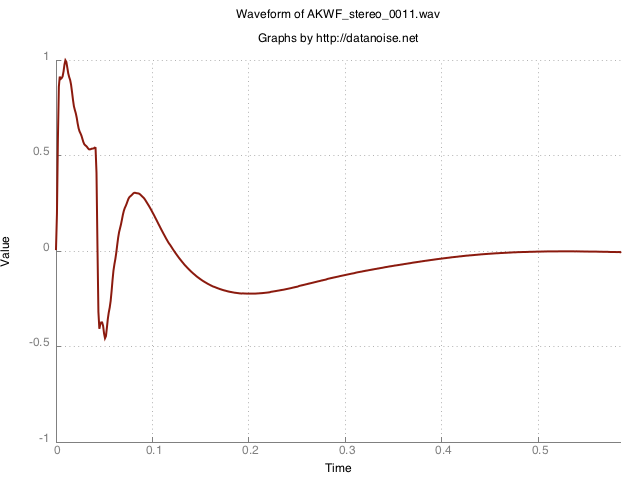 Waveform of AKWF_stereo_0011.wav
Graphs by http://datanoise.net
1
0.5
0
-0.5
-1
Value
0 0.1 0.2 0.3 0.4 0.5
Time